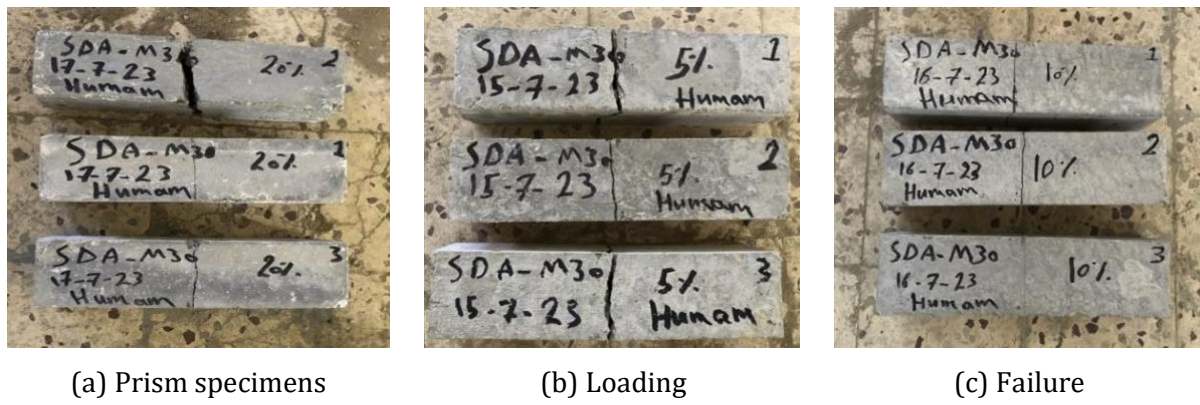 SDA-M30 20% 2
17-7-23
Humam
SDA-M30 20% 1
17-7-23
Humam
SDA-M30 20% 3
17-7-23
Humam
SDA-M30 5% 1
15-7-23 Humam
SDA-M30 5% 2
15-7-23 Humam
SDA-M30 5% 3
15-7-23 Humam
SDA-M30 10% 1
16-7-23
Humam
SDA-M30 10% 2
16-7-23
Humam
SDA-M30 10% 3
16-7-23
Humam
(a) Prism specimens
(b) Loading
(c) Failure